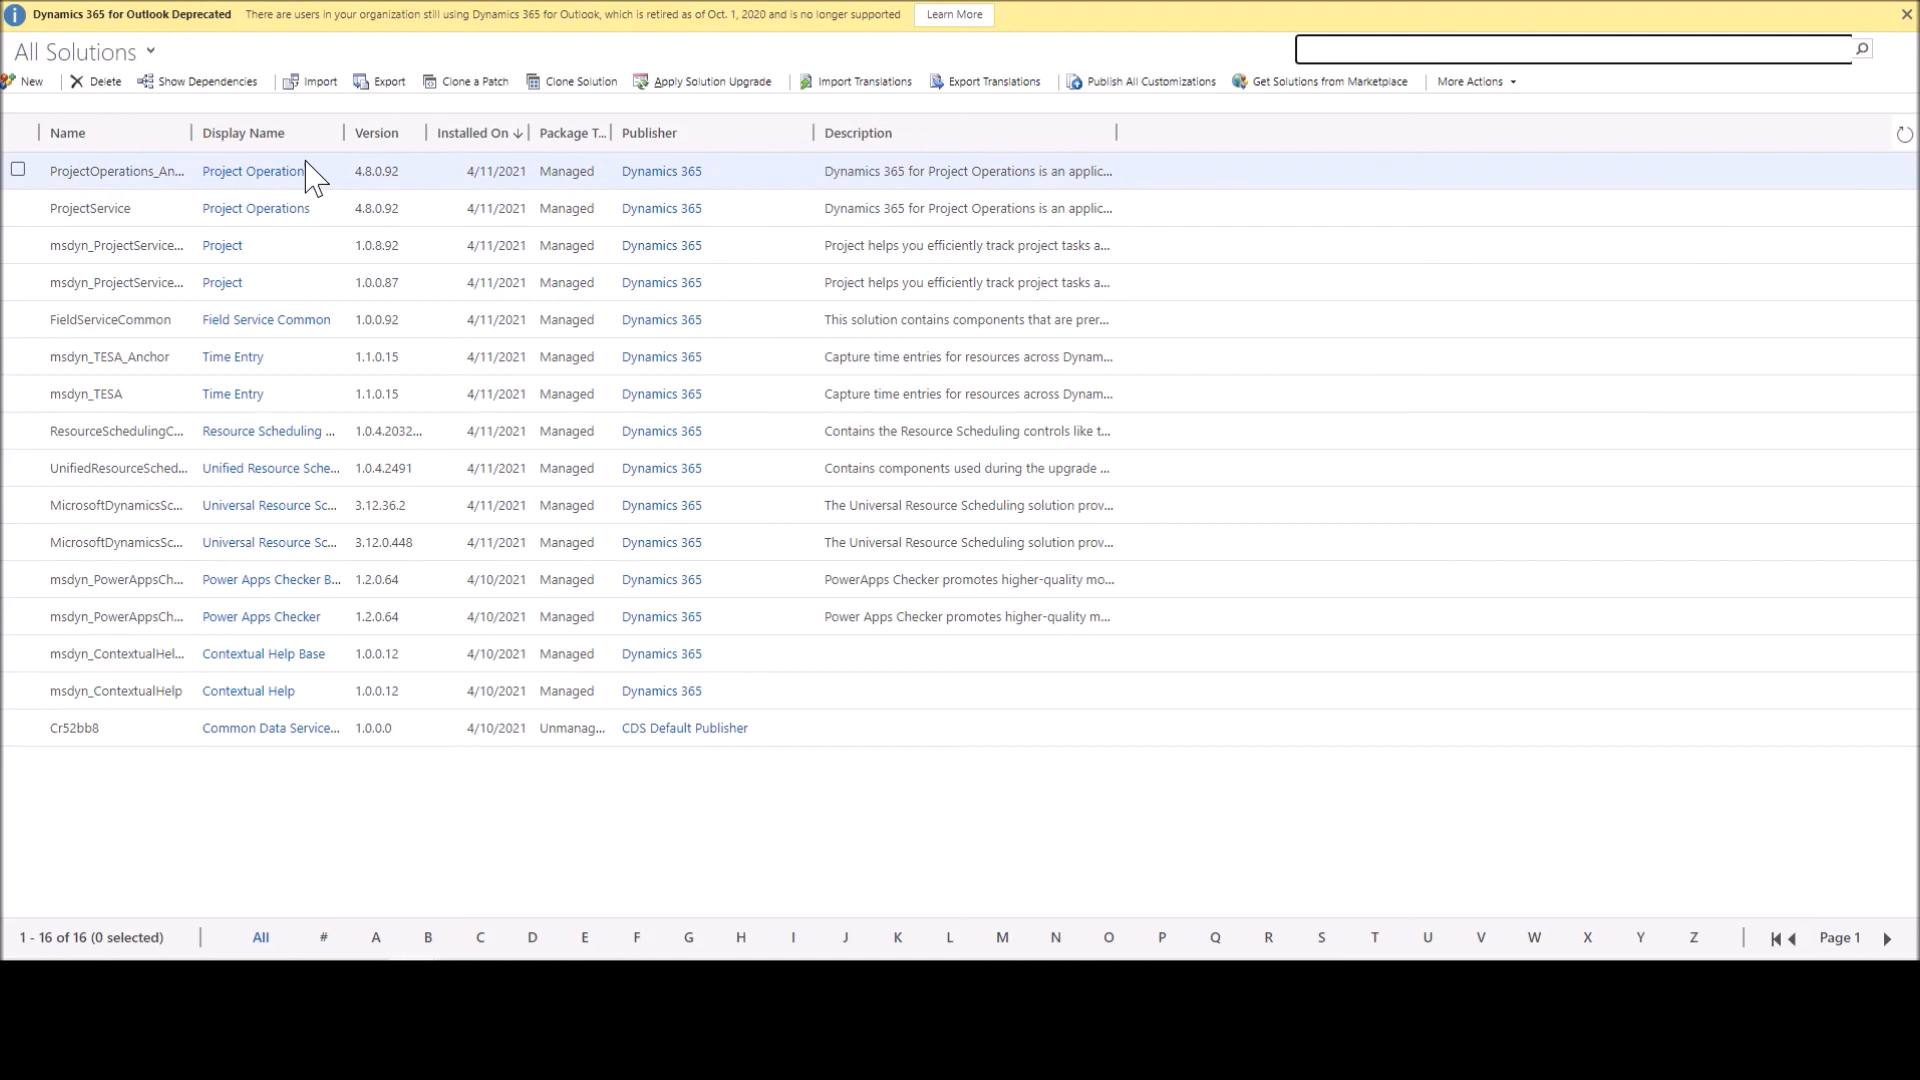 Dynamics 365 for Outlook Deprecated There are users in your organization still using Dynamics 365 for Outlook, which is retired as of Oct. 1, 2020 and is no longer supported Learn More
All Solutions
New Delete Show Dependencies Import Export Clone a Patch Clone Solution Apply Solution Upgrade Import Translations Export Translations Publish All Customizations Get Solutions from Marketplace More Actions
Name Display Name Version Installed On Package T... Publisher Description
ProjectOperations_An... Project Operation 4.8.0.92 4/11/2021 Managed Dynamics 365 Dynamics 365 for Project Operations is an applic...
ProjectService Project Operations 4.8.0.92 4/11/2021 Managed Dynamics 365 Dynamics 365 for Project Operations is an applic...
msdyn_ProjectService... Project 1.0.8.92 4/11/2021 Managed Dynamics 365 Project helps you efficiently track project tasks a...
msdyn_ProjectService... Project 1.0.0.87 4/11/2021 Managed Dynamics 365 Project helps you efficiently track project tasks a...
FieldServiceCommon Field Service Common 1.0.0.92 4/11/2021 Managed Dynamics 365 This solution contains components that are prer...
msdyn_TESA_Anchor Time Entry 1.1.0.15 4/11/2021 Managed Dynamics 365 Capture time entries for resources across Dynam...
msdyn_TESA Time Entry 1.1.0.15 4/11/2021 Managed Dynamics 365 Capture time entries for resources across Dynam...
ResourceSchedulingC... Resource Scheduling ... 1.0.4.2032... 4/11/2021 Managed Dynamics 365 Contains the Resource Scheduling controls like t...
UnifiedResourceSched... Unified Resource Sche... 1.0.4.2491 4/11/2021 Managed Dynamics 365 Contains components used during the upgrade ...
MicrosoftDynamicsSc... Universal Resource Sc... 3.12.36.2 4/11/2021 Managed Dynamics 365 The Universal Resource Scheduling solution prov...
MicrosoftDynamicsSc... Universal Resource Sc... 3.12.0.448 4/11/2021 Managed Dynamics 365 The Universal Resource Scheduling solution prov...
msdyn_PowerAppsCh... Power Apps Checker B... 1.2.0.64 4/10/2021 Managed Dynamics 365 PowerApps Checker promotes higher-quality mo...
msdyn_PowerAppsCh... Power Apps Checker 1.2.0.64 4/10/2021 Managed Dynamics 365 Power Apps Checker promotes higher-quality m...
msdyn_ContextualHel... Contextual Help Base 1.0.0.12 4/10/2021 Managed Dynamics 365
msdyn_ContextualHelp Contextual Help 1.0.0.12 4/10/2021 Managed Dynamics 365
Cr52bb8 Common Data Service... 1.0.0.0 4/10/2021 Unmanag... CDS Default Publisher
1 - 16 of 16 (0 selected) All # A B C D E F G H I J K L M N O P Q R S T U V W X Y Z Page 1